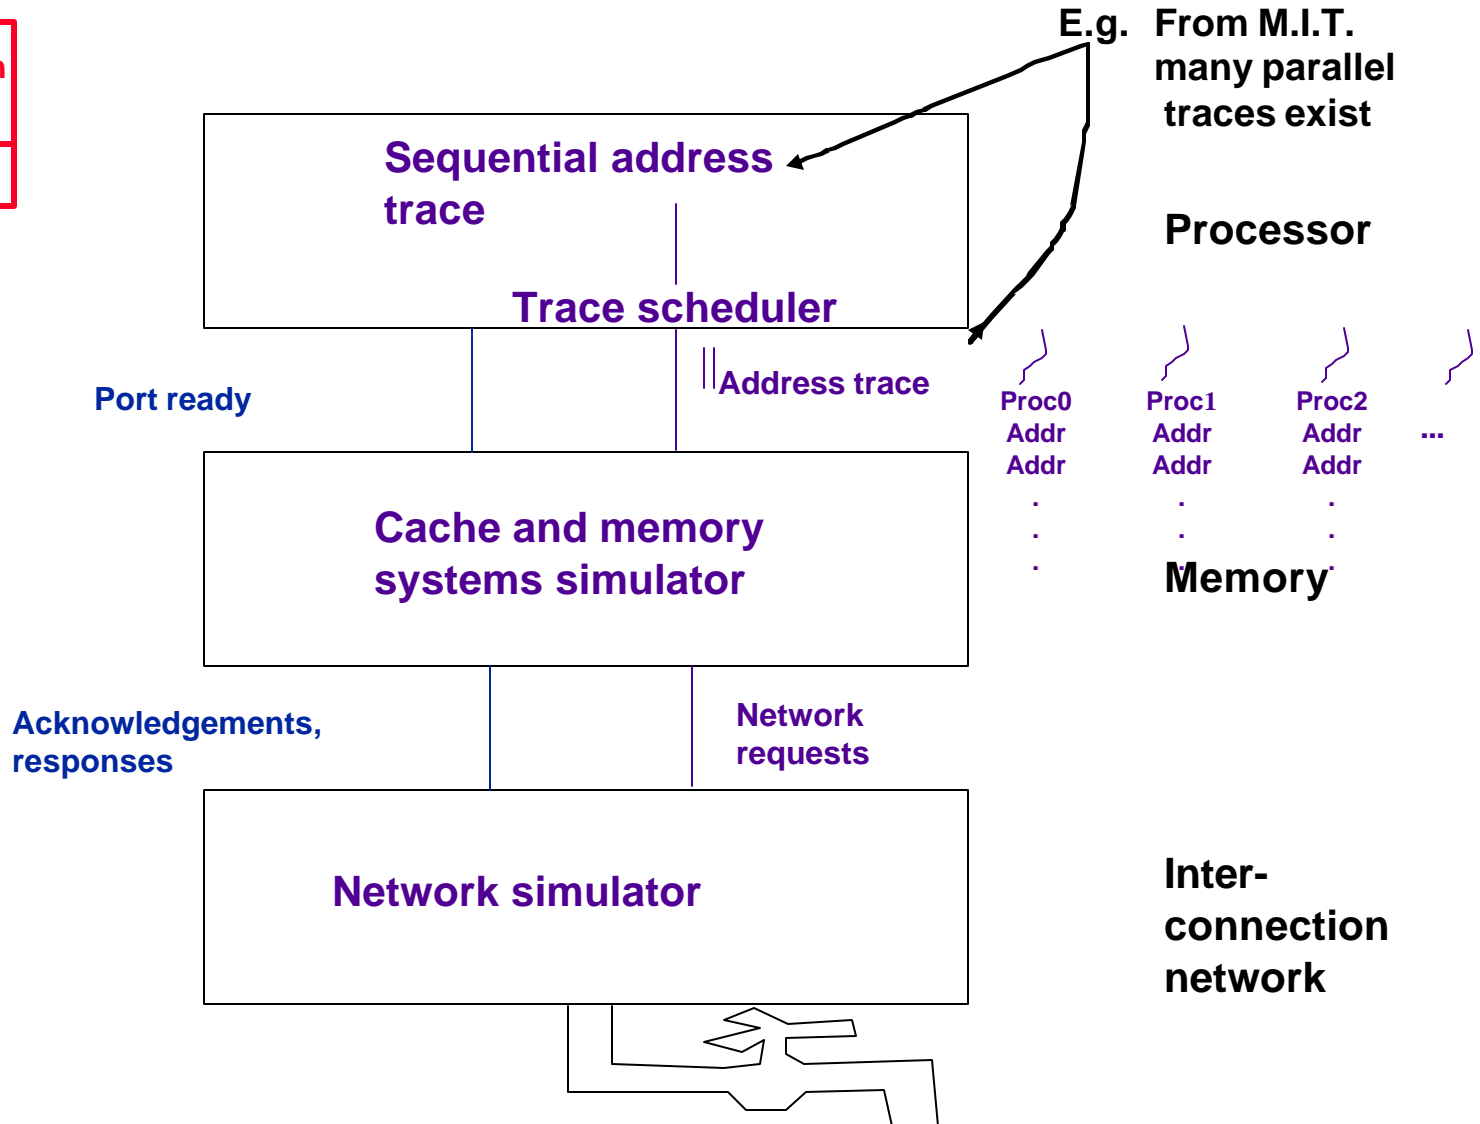 E.g. From M.I.T.
many parallel
traces exist
Sequential address
trace
Processor
Trace scheduler
||Address trace
Port ready
Proc0 Proc1 Proc2
Addr Addr Addr ...
Addr Addr Addr
. . .
. . .
. . .
Cache and memory
systems simulator
Memory
Acknowledgements,
responses
Network
requests
Network simulator
Inter-
connection
network